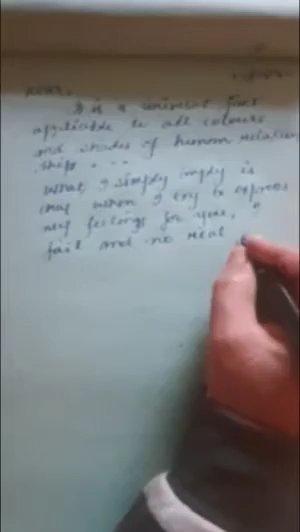 It is a universal fact
applicable to all colours
and shades of human relation
ship . . .
What I simply imply is
that when I try to express
my feelings for you, I
fail and no real